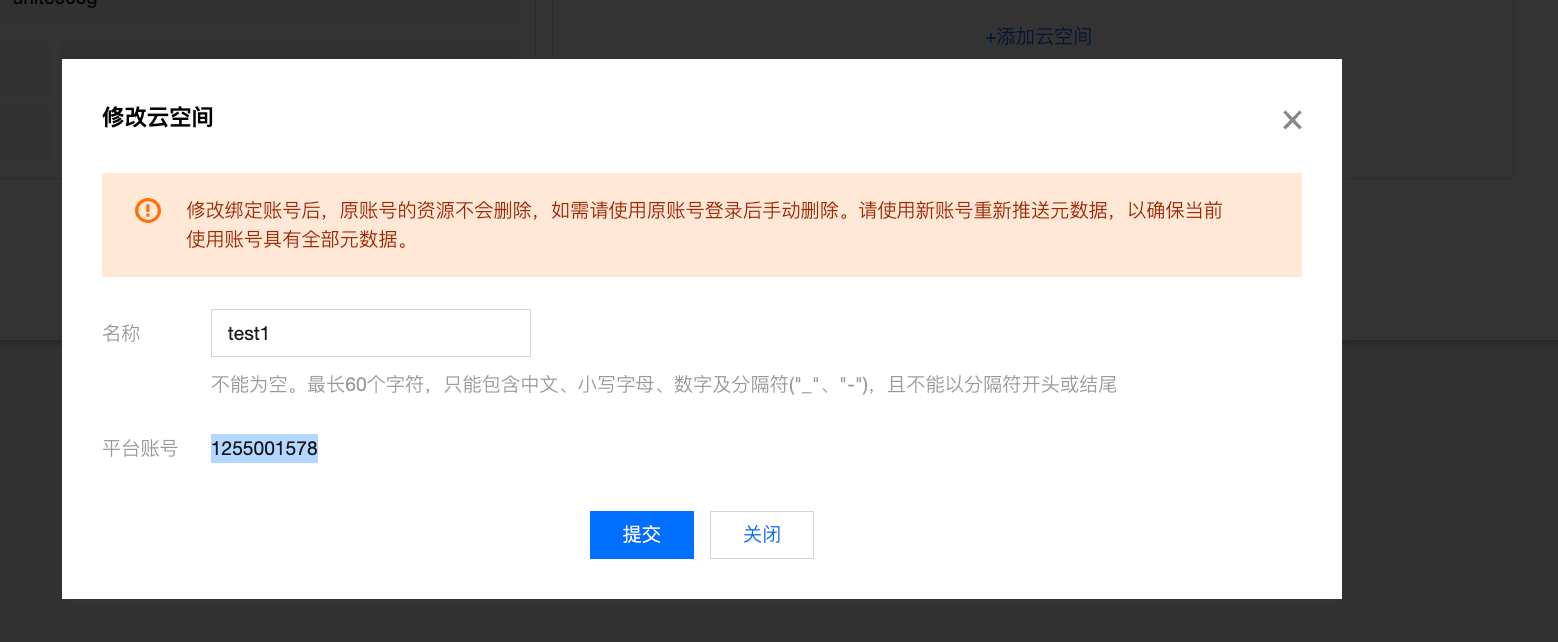 +添加云空间
修改云空间
修改绑定账号后，原账号的资源不会删除，如需请使用原账号登录后手动删除。请使用新账号重新推送元数据，以确保当前
使用账号具有全部元数据。
名称
test1
不能为空。最长60个字符，只能包含中文、小写字母、数字及分隔符("_"、"-")，且不能以分隔符开头或结尾
平台账号
1255001578
提交
关闭